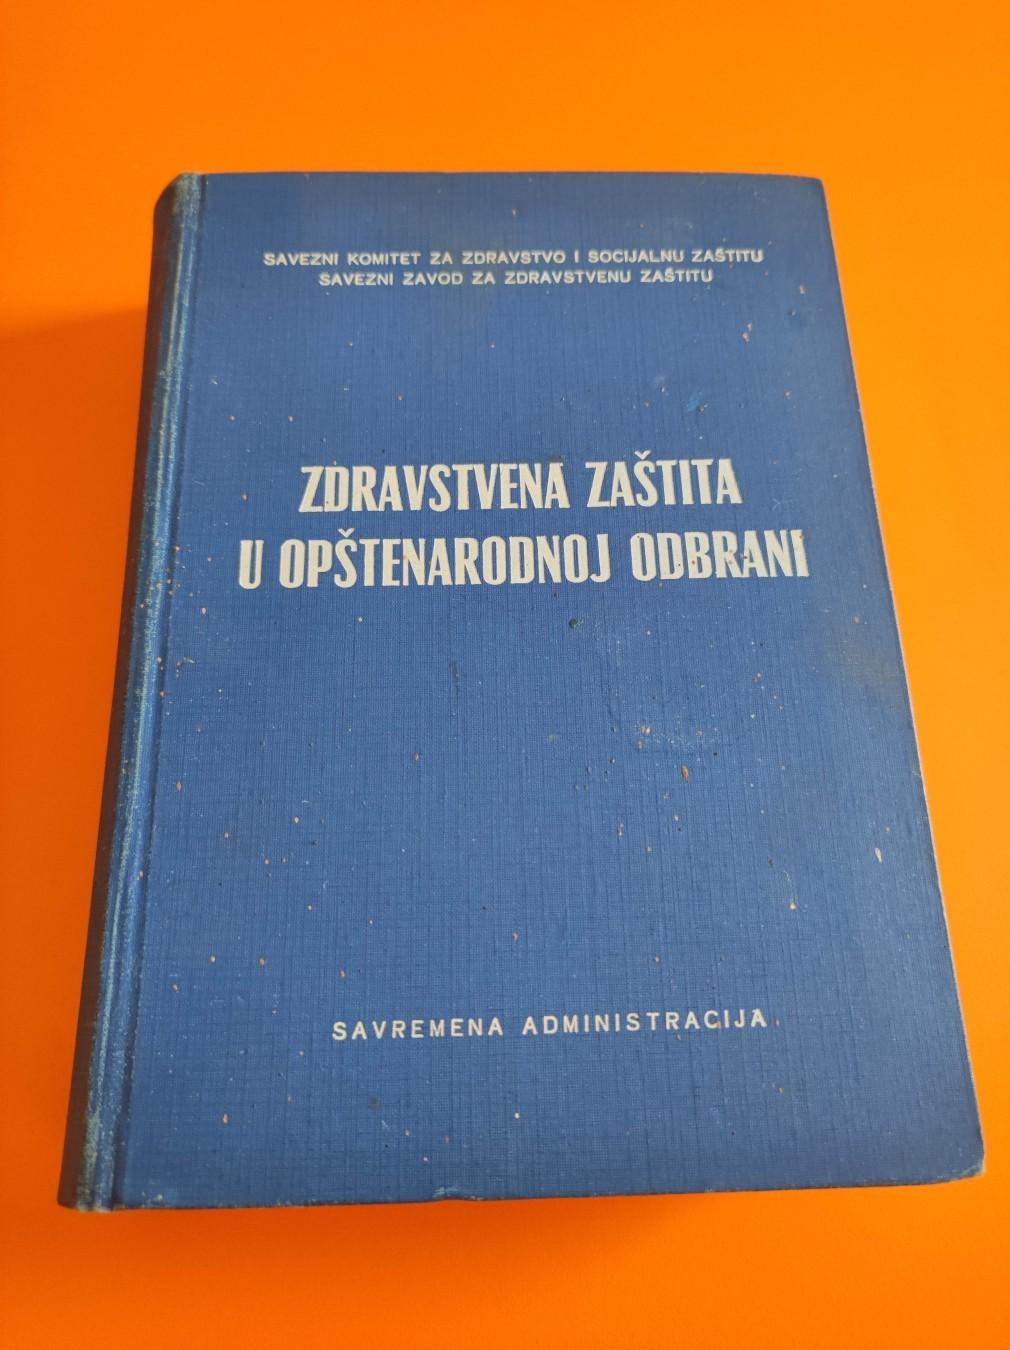 SAVEZNI KOMITET ZA ZDRAVSTVO I SOCIJALNU ZAŠTITU
SAVEZNI ZAVOD ZA ZDRAVSTVENU ZAŠTITU
ZDRAVSTVENA ZAŠTITA
U OPŠTENARODNOJ ODBRANI
SAVREMENA ADMINISTRACIJA